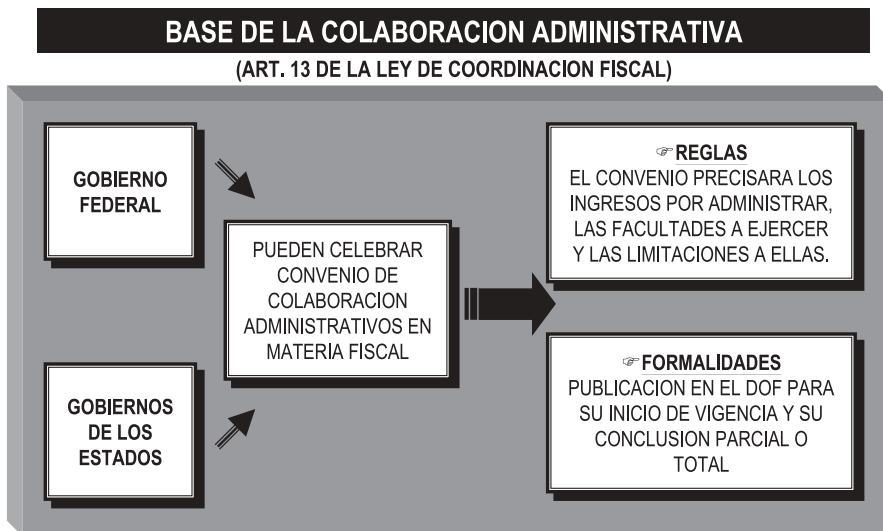 BASE DE LA COLABORACION ADMINISTRATIVA
(ART. 13 DE LA LEY DE COORDINACION FISCAL)
GOBIERNO
FEDERAL
GOBIERNOS
DE LOS
ESTADOS
PUEDEN CELEBRAR
CONVENIO DE
COLABORACION
ADMINISTRATIVOS EN
MATERIA FISCAL
☞ REGLAS
EL CONVENIO PRECISARA LOS
INGRESOS POR ADMINISTRAR,
LAS FACULTADES A EJERCER
Y LAS LIMITACIONES A ELLAS.
☞ FORMALIDADES
PUBLICACION EN EL DOF PARA
SU INICIO DE VIGENCIA Y SU
CONCLUSION PARCIAL O
TOTAL